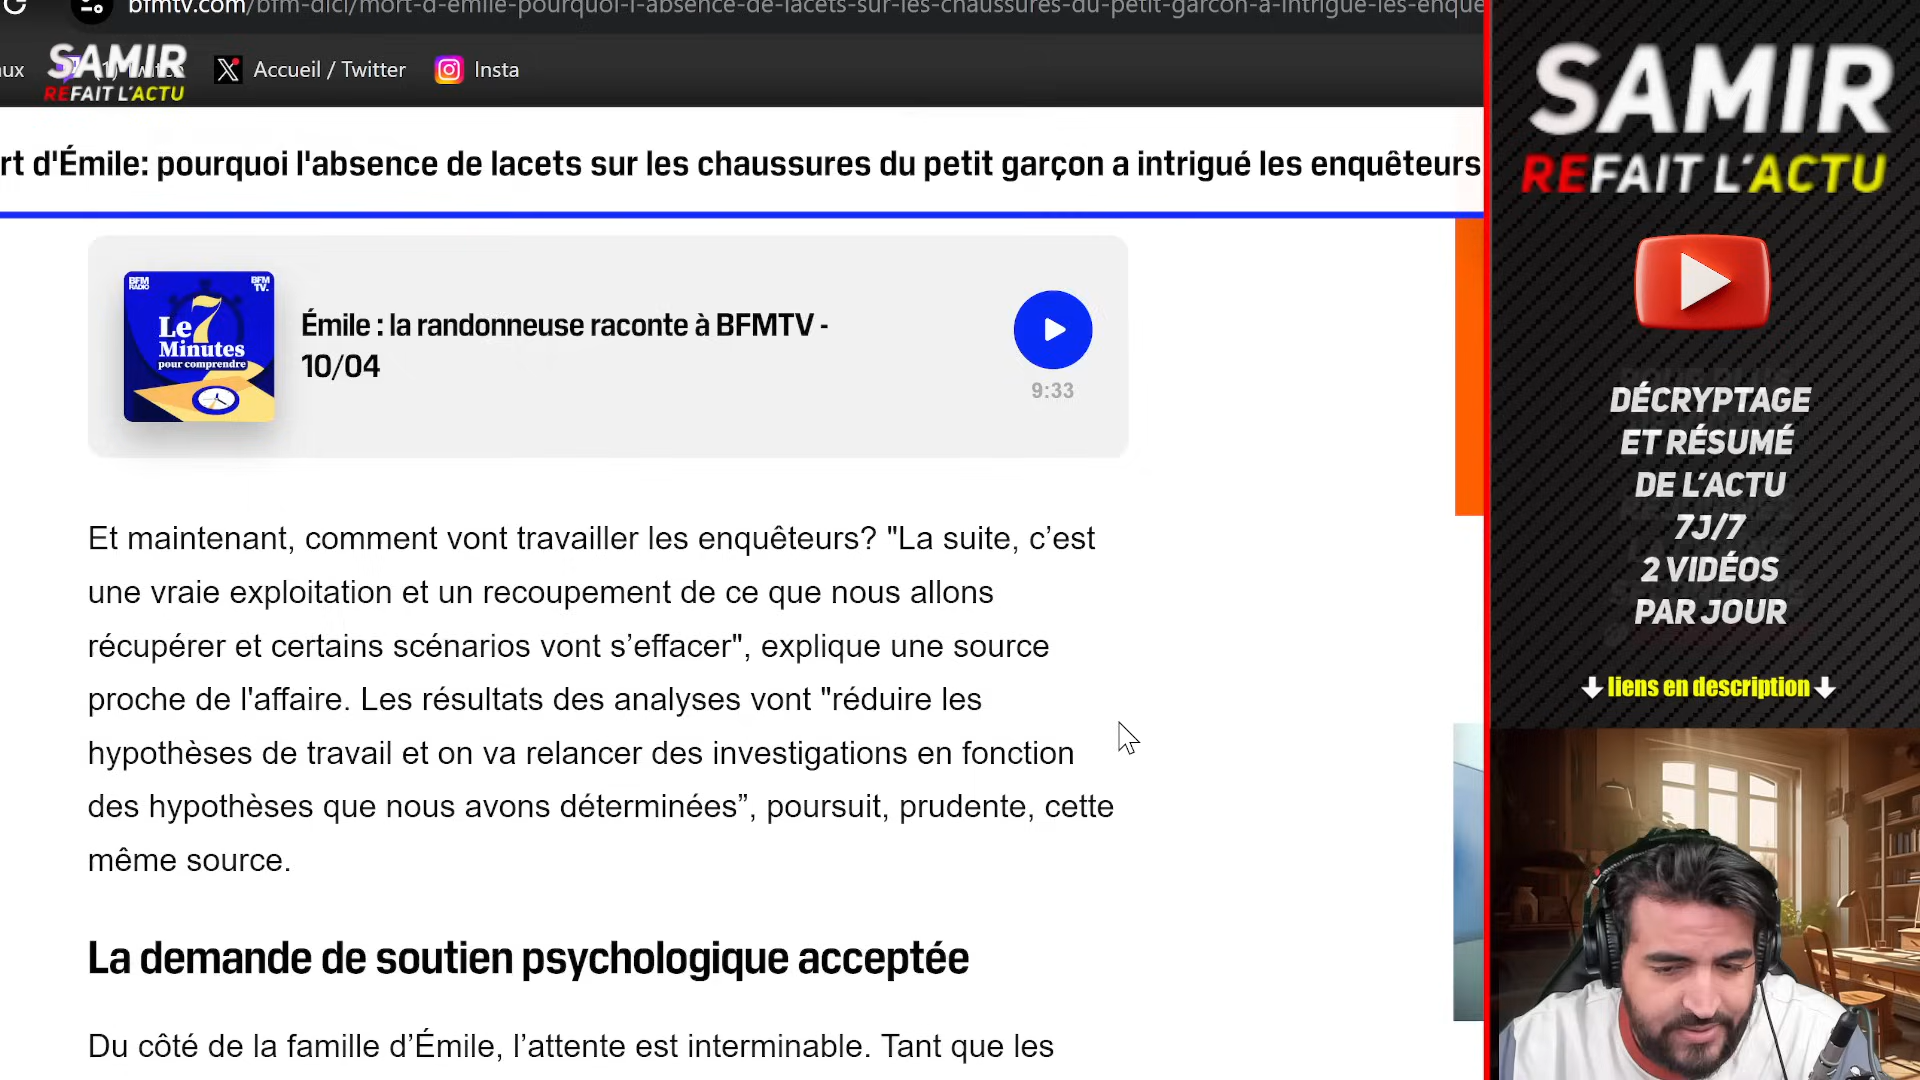 bfmtv.com/bfm-dici/mort-d-emile-pourquoi-l-absence-de-lacets-sur-les-chaussures-du-petit-garcon-a-intrigue-les-enque
SAMIR
REFAIT L'ACTU
Accueil / Twitter
Insta
rt d'Émile: pourquoi l'absence de lacets sur les chaussures du petit garçon a intrigué les enquêteurs
BFM
RADIO
BFM
TV.
Le 7
Minutes
pour comprendre
Émile : la randonneuse raconte à BFMTV -
10/04
9:33
Et maintenant, comment vont travailler les enquêteurs? "La suite, c’est
une vraie exploitation et un recoupement de ce que nous allons
récupérer et certains scénarios vont s’effacer", explique une source
proche de l'affaire. Les résultats des analyses vont "réduire les
hypothèses de travail et on va relancer des investigations en fonction
des hypothèses que nous avons déterminées”, poursuit, prudente, cette
même source.
La demande de soutien psychologique acceptée
Du côté de la famille d’Émile, l’attente est interminable. Tant que les
SAMIR
REFAIT L'ACTU
DÉCRYPTAGE
ET RÉSUMÉ
DE L'ACTU
7J/7
2 VIDÉOS
PAR JOUR
liens en description